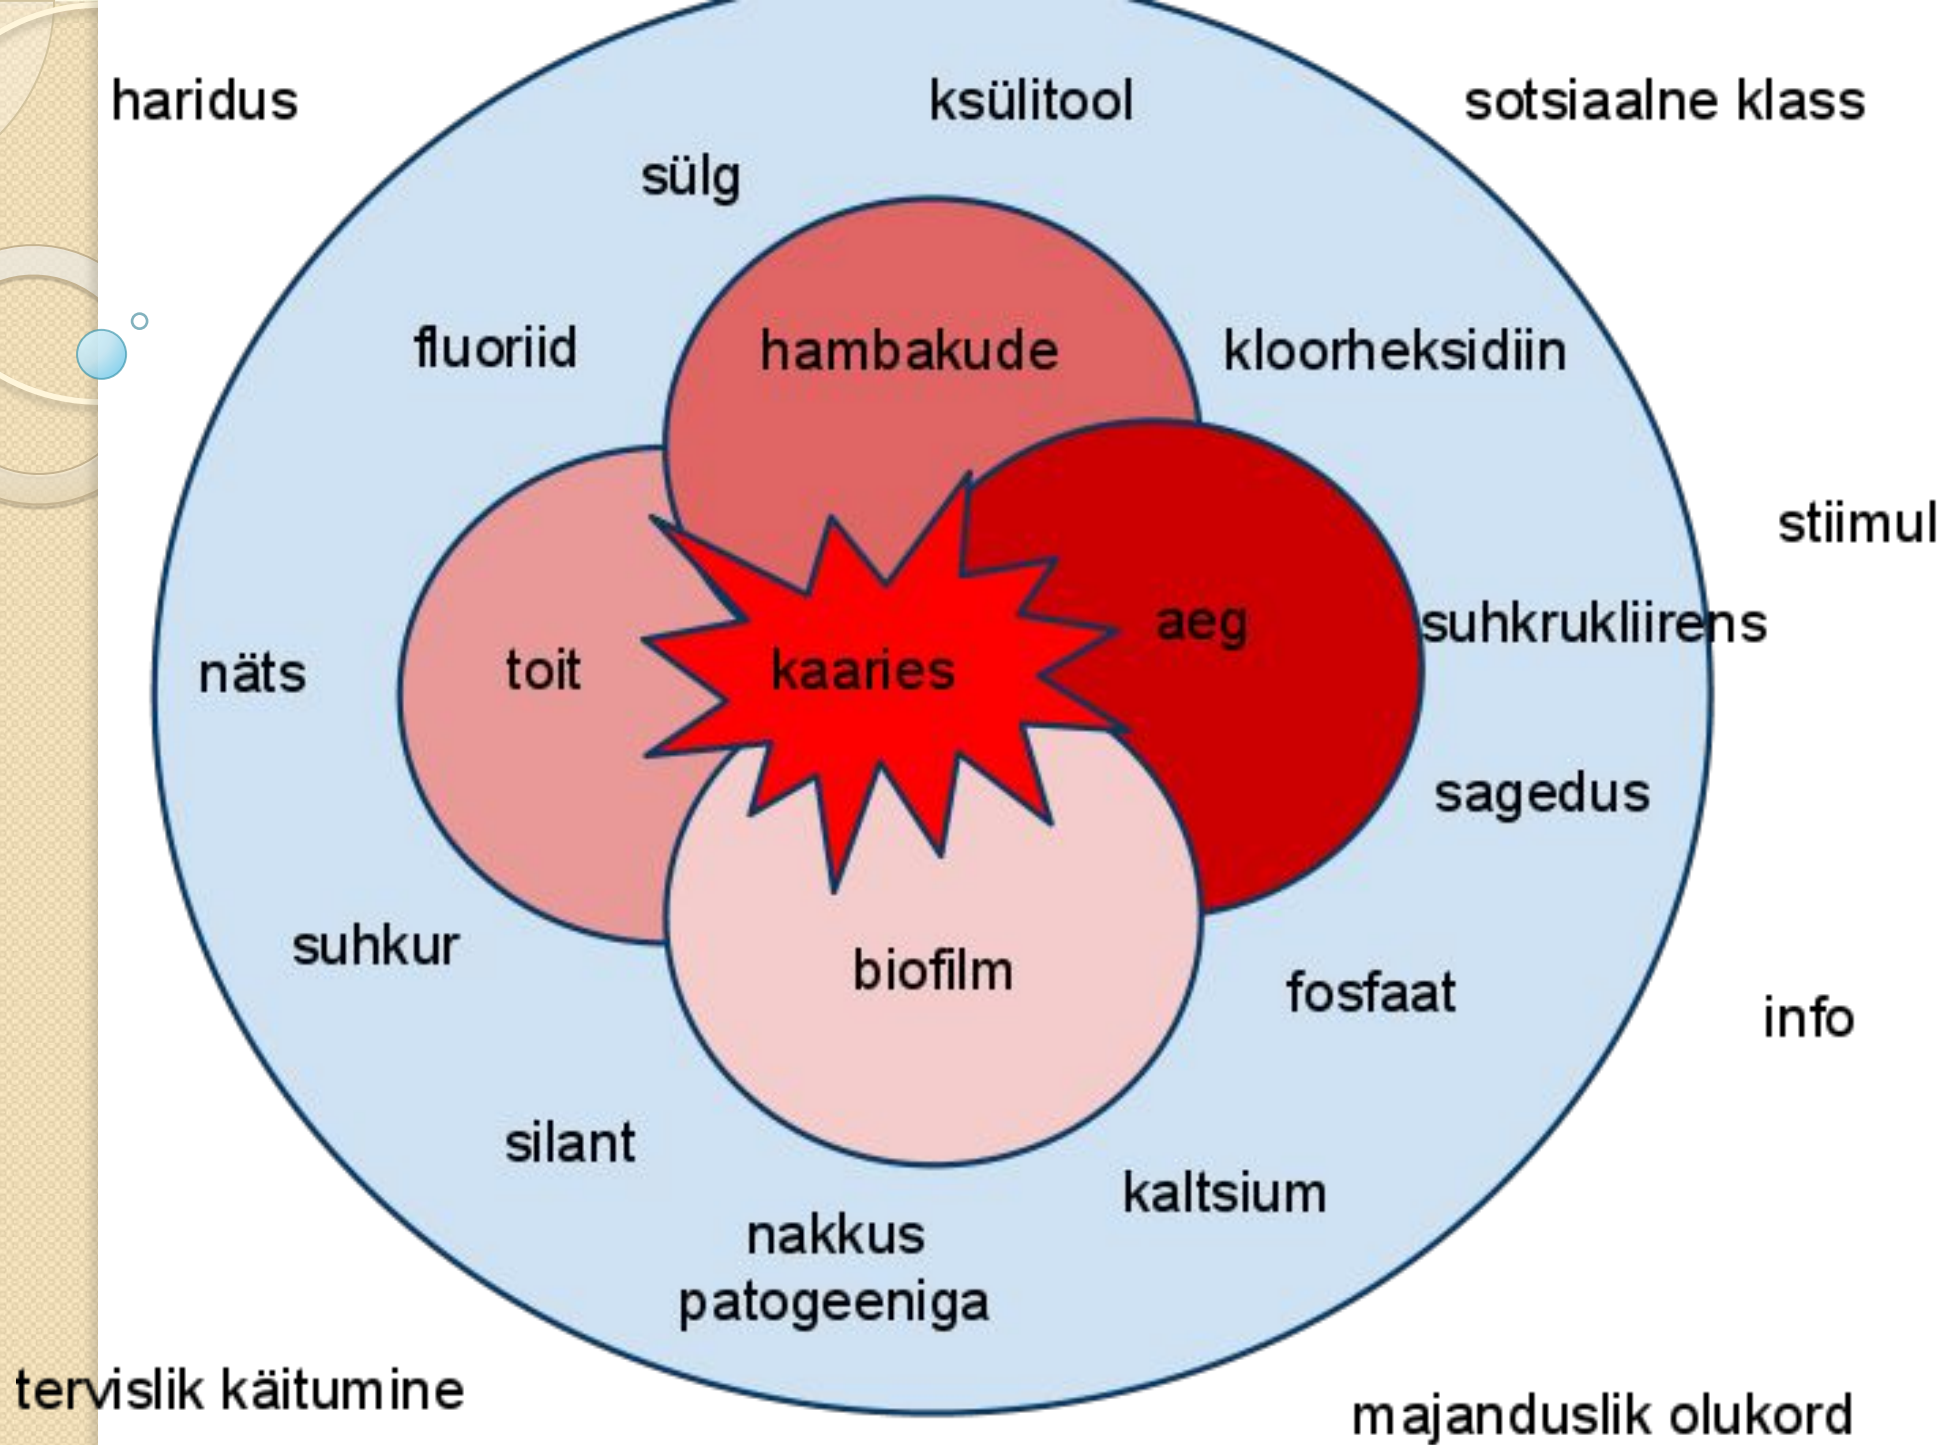 haridus
ksülitool
sotsiaalne klass
sülg
fluoriid
hambakude
kloorheksidiin
stiimul
aeg
suhkrukliirens
näts
toit
kaaries
sagedus
suhkur
biofilm
fosfaat
info
silant
kaltsium
nakkus
patogeeniga
tervislik käitumine
majanduslik olukord